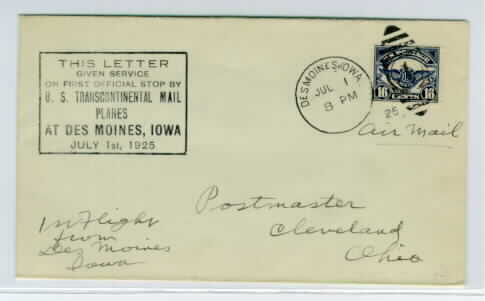 THIS LETTER
GIVEN SERVICE
ON FIRST OFFICIAL STOP BY
U. S. TRANSCONTINENTAL MAIL
PLANES
AT DES MOINES, IOWA
JULY 1st, 1925
DES MOINES, IOWA
JUL
1
8 PM
25
16 16
CENTS
Air Mail
Postmaster
Cleveland
Ohio
1st Flight
from
Des Moines
Iowa